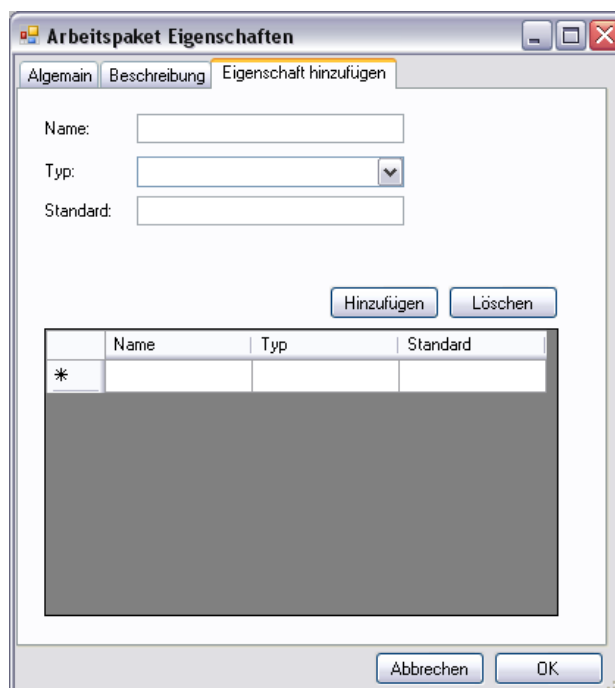 Arbeitspaket Eigenschaften
Algemain Beschreibung Eigenschaft hinzufügen
Name:
Typ:
Standard:
Hinzufügen Löschen
Name Typ Standard
Abbrechen OK